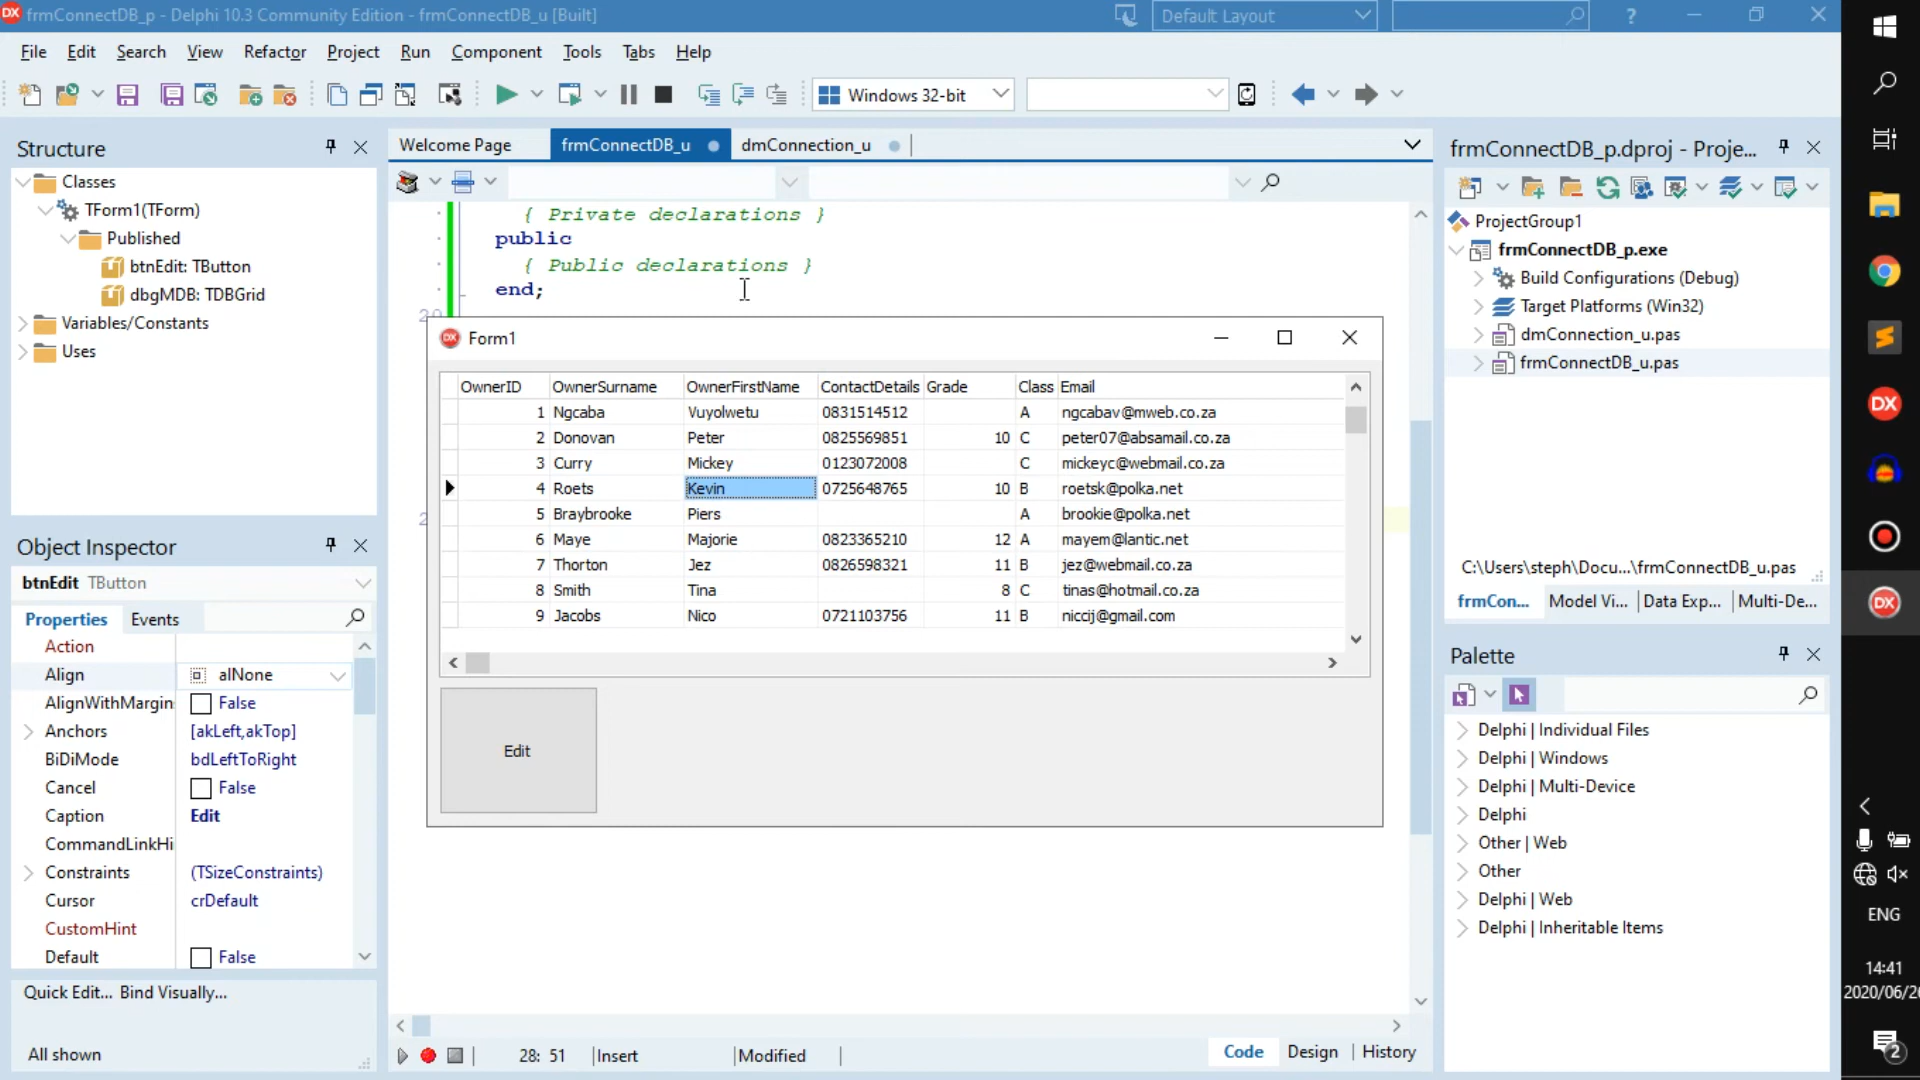 frmConnectDB_p - Delphi 10.3 Community Edition - frmConnectDB_u [Built]
Default Layout
File Edit Search View Refactor Project Run Component Tools Tabs Help
Windows 32-bit
Structure
Classes
TForm1(TForm)
Published
btnEdit: TButton
dbgMDB: TDBGrid
Variables/Constants
Uses
Object Inspector
btnEdit TButton
Properties Events
Action
Align alNone
AlignWithMargin False
Anchors [akLeft,akTop]
BiDiMode bdLeftToRight
Cancel False
Caption Edit
CommandLinkHi
Constraints (TSizeConstraints)
Cursor crDefault
CustomHint
Default False
Quick Edit... Bind Visually...
All shown
Welcome Page frmConnectDB_u dmConnection_u
{ Private declarations }
public
{ Public declarations }
end;
Form1
OwnerID OwnerSurname OwnerFirstName ContactDetails Grade Class Email
1 Ngcaba Vuyolwetu 0831514512 A ngcabav@mweb.co.za
2 Donovan Peter 0825569851 10 C peter07@absamail.co.za
3 Curry Mickey 0123072008 C mickeyc@webmail.co.za
4 Roets Kevin 0725648765 10 B roetsk@polka.net
5 Braybrooke Piers A brookie@polka.net
6 Maye Majorie 0823365210 12 A mayem@lantic.net
7 Thorton Jez 0826598321 11 B jez@webmail.co.za
8 Smith Tina 8 C tinas@hotmail.co.za
9 Jacobs Nico 0721103756 11 B niccij@gmail.com
Edit
28: 51 Insert Modified
Code Design History
frmConnectDB_p.dproj - Proje...
ProjectGroup1
frmConnectDB_p.exe
Build Configurations (Debug)
Target Platforms (Win32)
dmConnection_u.pas
frmConnectDB_u.pas
C:\Users\steph\Docu...\frmConnectDB_u.pas
frmCon... Model Vi... Data Exp... Multi-De...
Palette
Delphi | Individual Files
Delphi | Windows
Delphi | Multi-Device
Delphi
Other | Web
Other
Delphi | Web
Delphi | Inheritable Items
DX
DX
ENG
14:41
2020/06/26
2